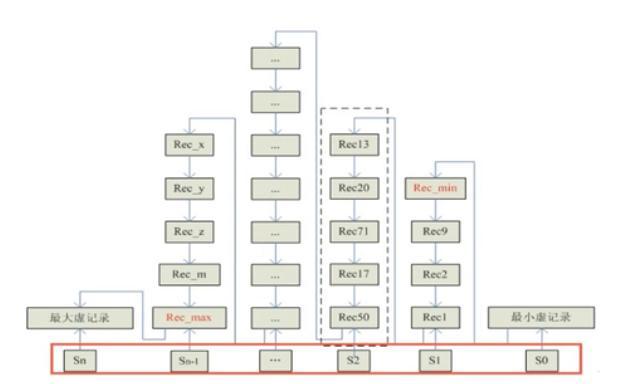 ...
...
Rec_x ... Rec13
Rec_y ... Rec20 Rec_min
Rec_z ... Rec71 Rec9
Rec_m ... Rec17 Rec2
最大虚记录 Rec_max ... Rec50 Rec1 最小虚记录
Sn Sn-1 ... S2 S1 S0